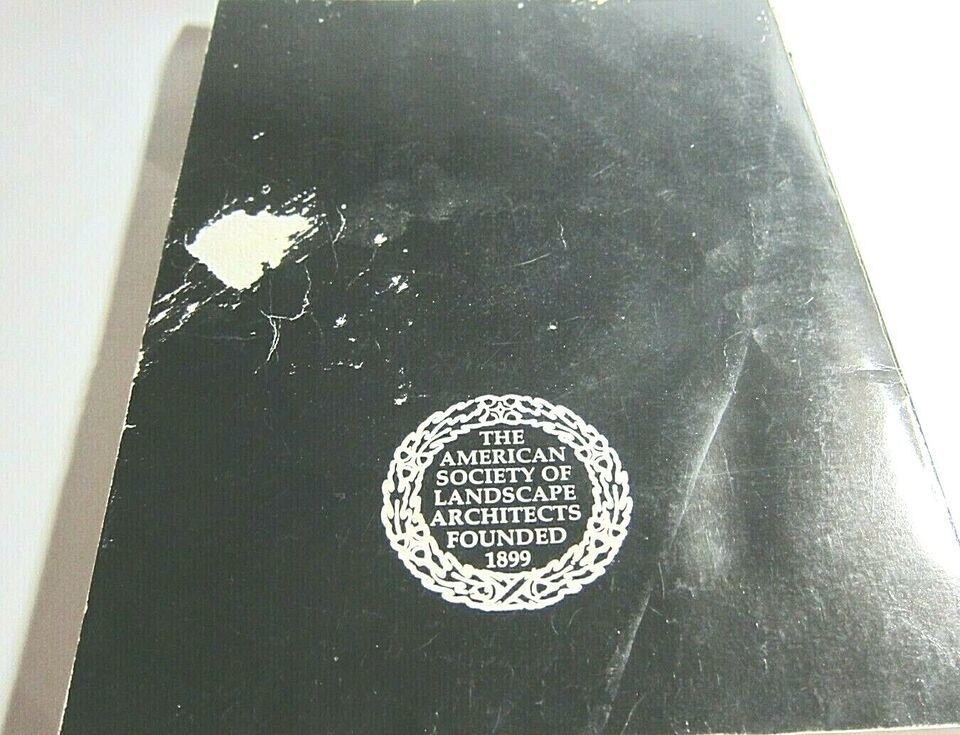 THE
AMERICAN
SOCIETY OF
LANDSCAPE
ARCHITECTS
FOUNDED
1899